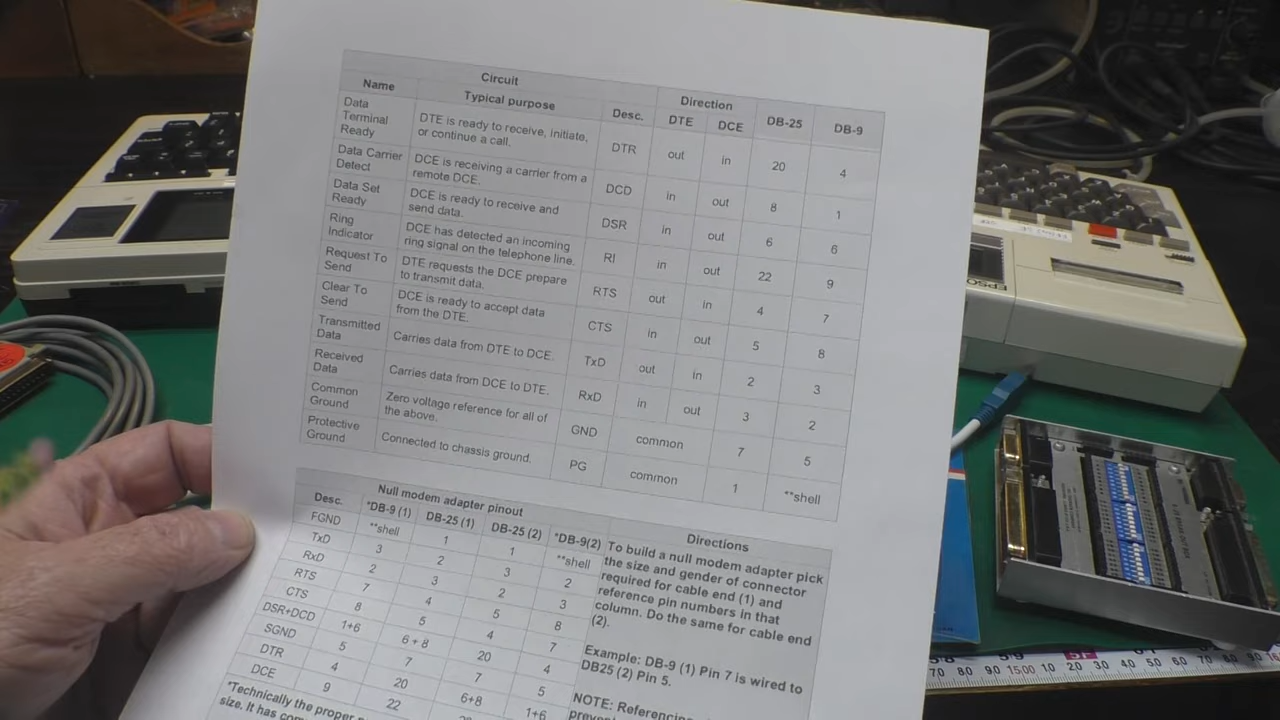 Circuit
Name Typical purpose Desc. Direction DTE DCE DB-25 DB-9
Data Terminal Ready DTE is ready to receive, initiate, or continue a call. DTR out in 20 4
Data Carrier Detect DCE is receiving a carrier from a remote DCE. DCD in out 8 1
Data Set Ready DCE is ready to receive and send data. DSR in out 6 6
Ring Indicator DCE has detected an incoming ring signal on the telephone line. RI in out 22 9
Request To Send DTE requests the DCE prepare to transmit data. RTS out in 4 7
Clear To Send DCE is ready to accept data from the DTE. CTS in out 5 8
Transmitted Data Carries data from DTE to DCE. TxD out in 2 3
Received Data Carries data from DCE to DTE. RxD in out 3 2
Common Ground Zero voltage reference for all of the above. GND common 7 5
Protective Ground Connected to chassis ground. PG common 1 **shell
Null modem adapter pinout
Desc. *DB-9 (1) DB-25 (1) DB-25 (2) *DB-9(2)
FGND **shell 1 1 **shell
TxD 3 2 3 2
RxD 2 3 2 3
RTS 7 4 5 8
CTS 8 5 4 7
DSR+DCD 1+6 6 + 8 20 4
SGND 5 7 7 5
DTR 4 20 6+8 1+6
DCE 9 22
*Technically the proper
size. It has com
Directions
To build a null modem adapter pick
the size and gender of connector
required for cable end (1) and
reference pin numbers in that
column. Do the same for cable end
(2).
Example: DB-9 (1) Pin 7 is wired to
DB25 (2) Pin 5.
NOTE: Referencing
EPSO